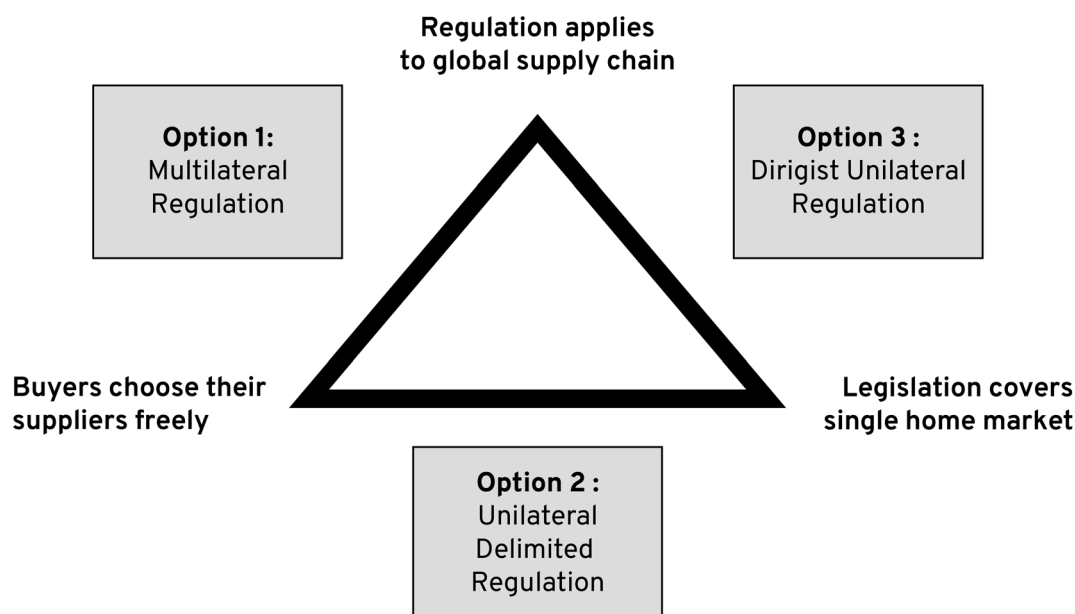 Regulation applies
to global supply chain
Option 1:
Multilateral
Regulation
Option 3 :
Dirigist Unilateral
Regulation
Buyers choose their
suppliers freely
Legislation covers
single home market
Option 2 :
Unilateral
Delimited
Regulation